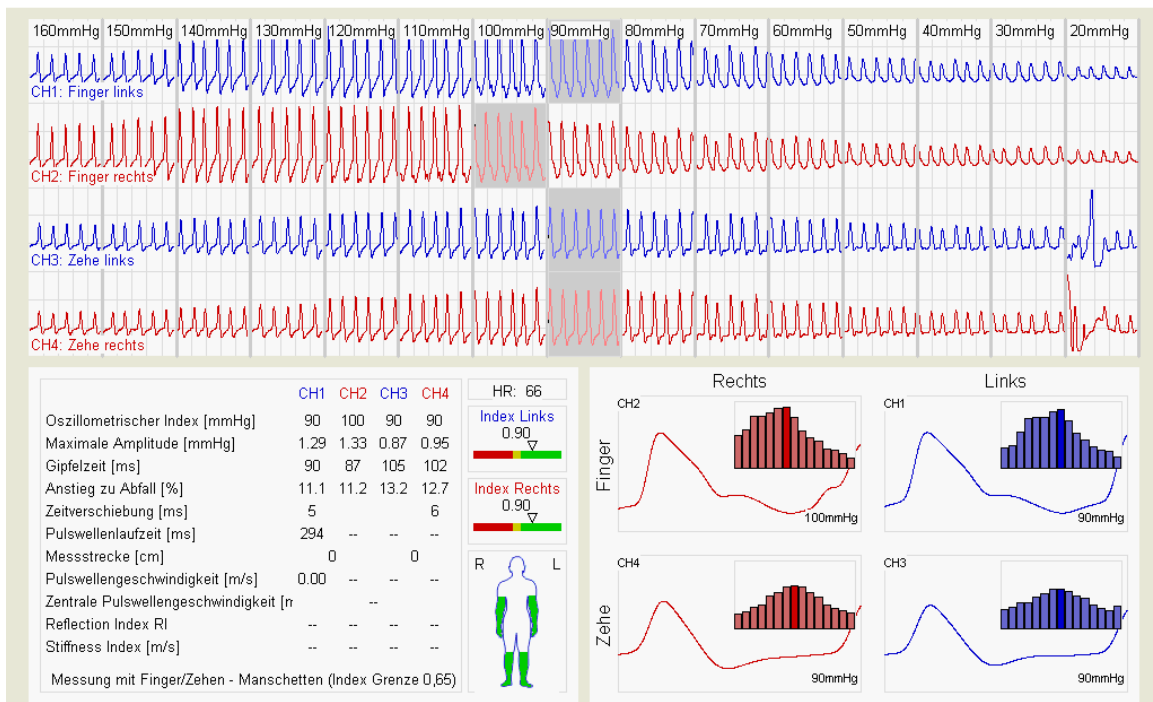 160mmHg 150mmHg 140mmHg 130mmHg 120mmHg 110mmHg 100mmHg 90mmHg 80mmHg 70mmHg 60mmHg 50mmHg 40mmHg 30mmHg 20mmHg
CH1: Finger links
CH2: Finger rechts
CH3: Zehe links
CH4: Zehe rechts
CH1 CH2 CH3 CH4
Oszillometrischer Index [mmHg] 90 100 90 90
Maximale Amplitude [mmHg] 1.29 1.33 0.87 0.95
Gipfelzeit [ms] 90 87 105 102
Anstieg zu Abfall [%] 11.1 11.2 13.2 12.7
Zeitverschiebung [ms] 5 6
Pulswellenlaufzeit [ms] 294 -- -- --
Messstrecke [cm] 0 0
Pulswellengeschwindigkeit [m/s] 0.00 -- -- --
Zentrale Pulswellengeschwindigkeit [m --
Reflection Index RI -- -- -- --
Stiffness Index [m/s] -- -- -- --
Messung mit Finger/Zehen - Manschetten (Index Grenze 0,65)
HR: 66
Index Links
0.90
Index Rechts
0.90
R L
Rechts Links
Finger
CH2
100mmHg
CH1
90mmHg
Zehe
CH4
90mmHg
CH3
90mmHg